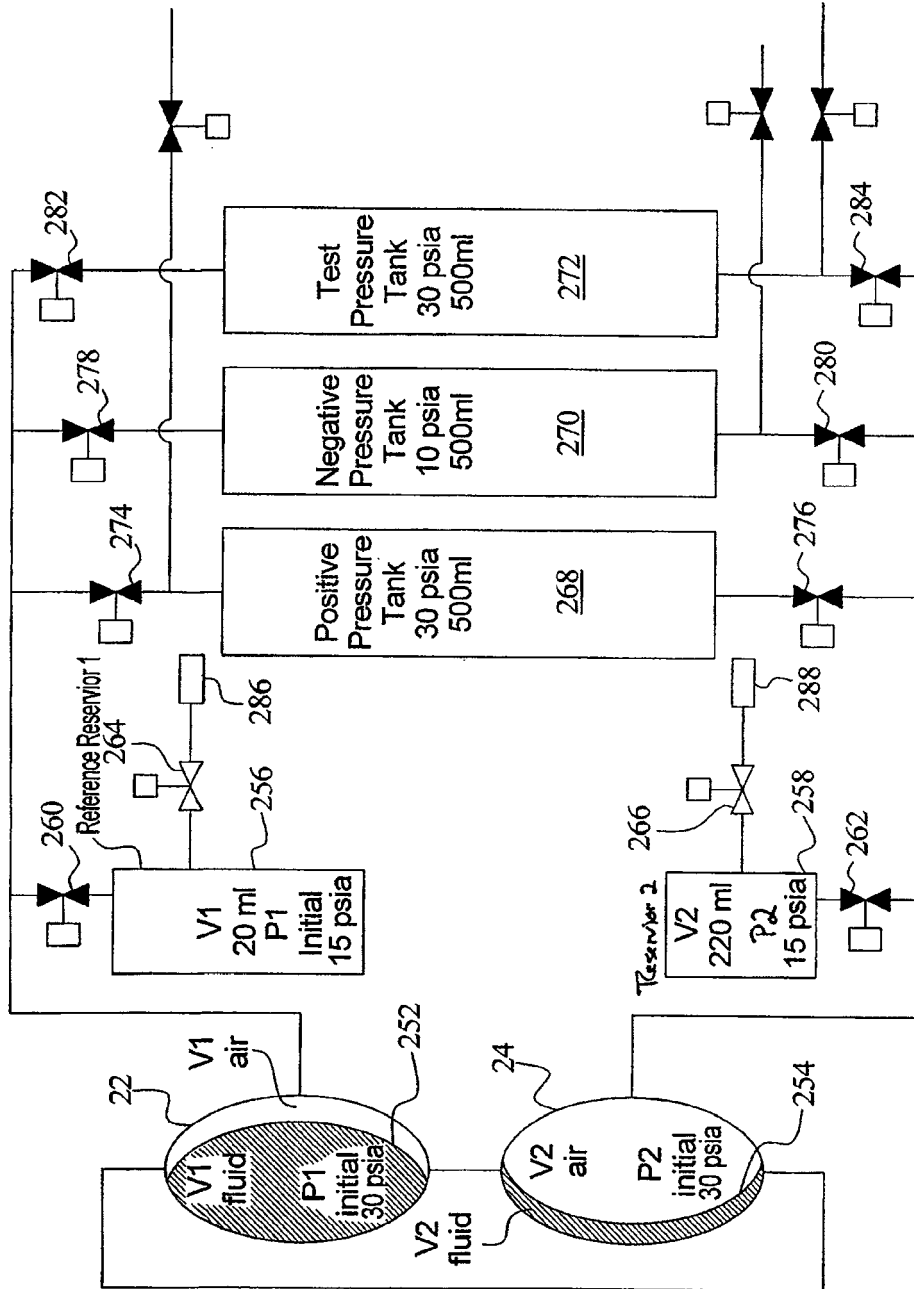 282
278
274
Reference Reservior 1
264
260
286
256
22
V1
air
252
V1
fluid
P1
initial
30 psia
V1
20 ml
P1
Initial
15 psia
Positive
Pressure
Tank
30 psia
500ml
268
Negative
Pressure
Tank
10 psia
500ml
270
Test
Pressure
Tank
30 psia
500ml
272
V2
fluid
V2
air
P2
initial
30 psia
24
254
Reservior 2
V2
220 ml
P2
15 psia
266
288
258
262
276
280
284